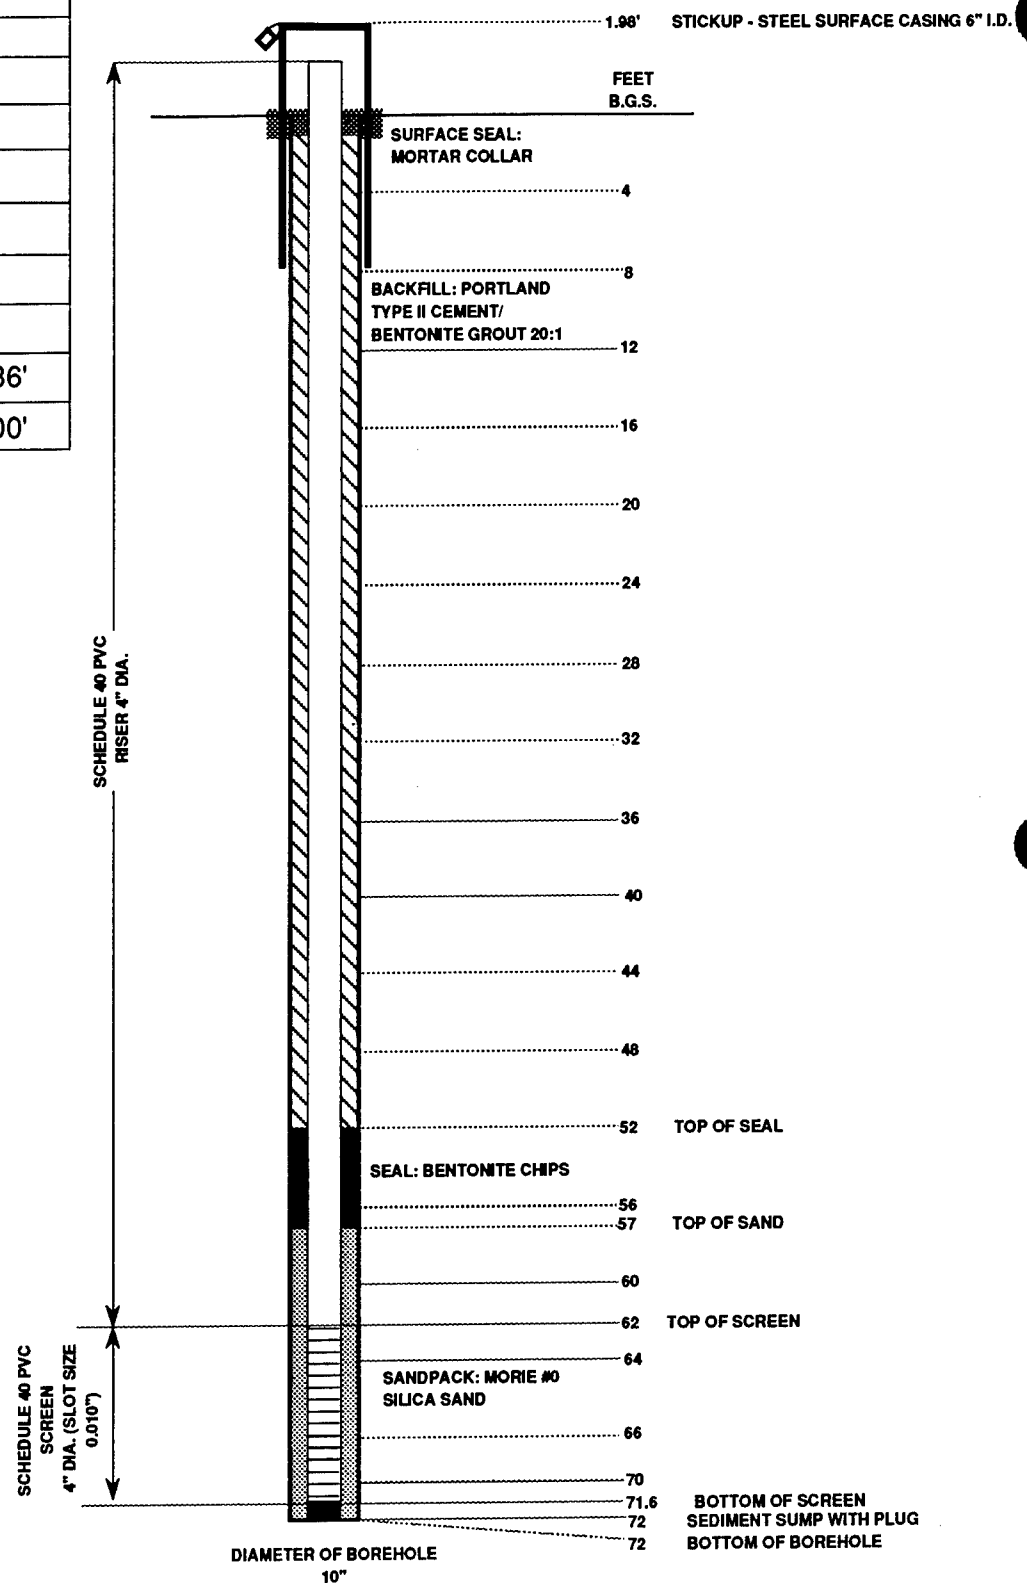 1.98' STICKUP - STEEL SURFACE CASING 6" I.D.
FEET
B.G.S.
SURFACE SEAL:
MORTAR COLLAR
4
8
BACKFILL: PORTLAND
TYPE II CEMENT/
BENTONITE GROUT 20:1
12
36'
16
00'
20
24
28
SCHEDULE 40 PVC
RISER 4" DIA.
32
36
40
44
48
52 TOP OF SEAL
SEAL: BENTONITE CHIPS
56
57 TOP OF SAND
60
62 TOP OF SCREEN
64
SCHEDULE 40 PVC
SCREEN
4" DIA. (SLOT SIZE
0.010")
SANDPACK: MORIE #0
SILICA SAND
66
70
71.6 BOTTOM OF SCREEN
72 SEDIMENT SUMP WITH PLUG
72 BOTTOM OF BOREHOLE
DIAMETER OF BOREHOLE
10"